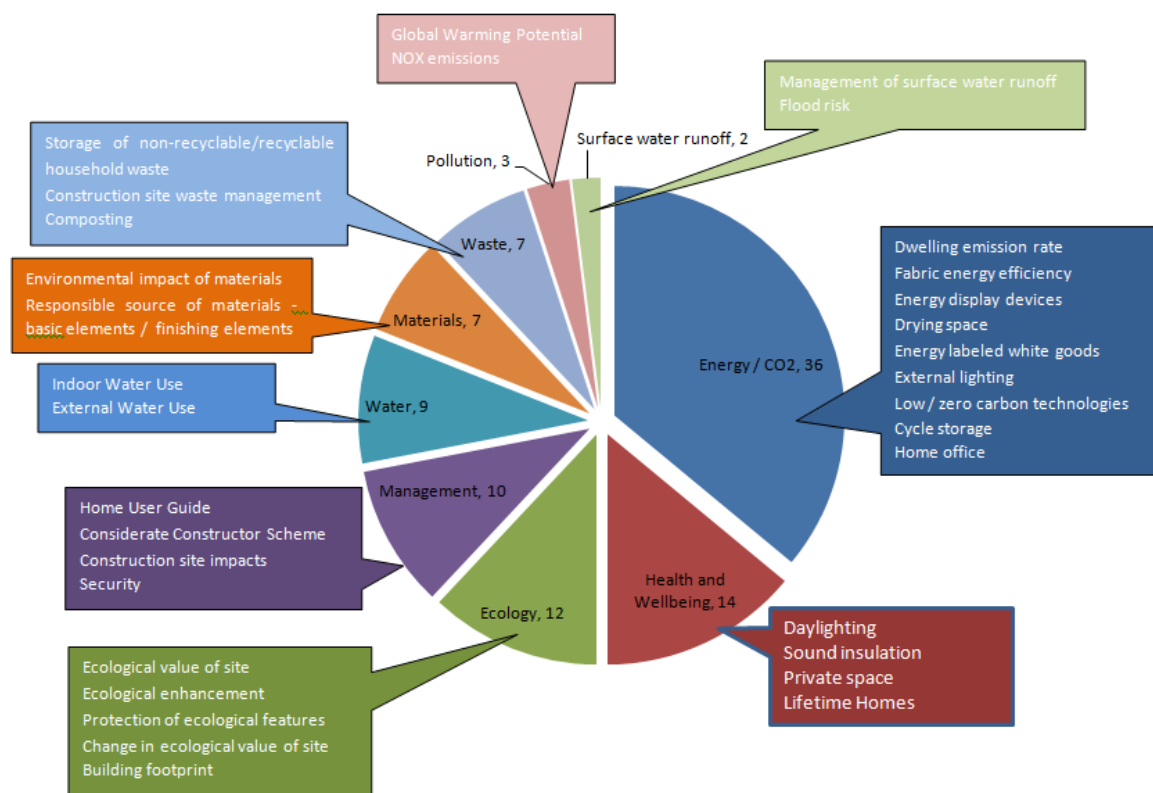 Global Warming Potential
NOX emissions
Management of surface water runoff
Flood risk
Surface water runoff, 2
Pollution, 3
Storage of non-recyclable/recyclable
household waste
Construction site waste management
Composting
Waste, 7
Environmental impact of materials
Responsible source of materials -
basic elements / finishing elements
Materials, 7
Indoor Water Use
External Water Use
Water, 9
Energy / CO2, 36
Dwelling emission rate
Fabric energy efficiency
Energy display devices
Drying space
Energy labeled white goods
External lighting
Low / zero carbon technologies
Cycle storage
Home office
Management, 10
Home User Guide
Considerate Constructor Scheme
Construction site impacts
Security
Health and
Wellbeing, 14
Daylighting
Sound insulation
Private space
Lifetime Homes
Ecology, 12
Ecological value of site
Ecological enhancement
Protection of ecological features
Change in ecological value of site
Building footprint